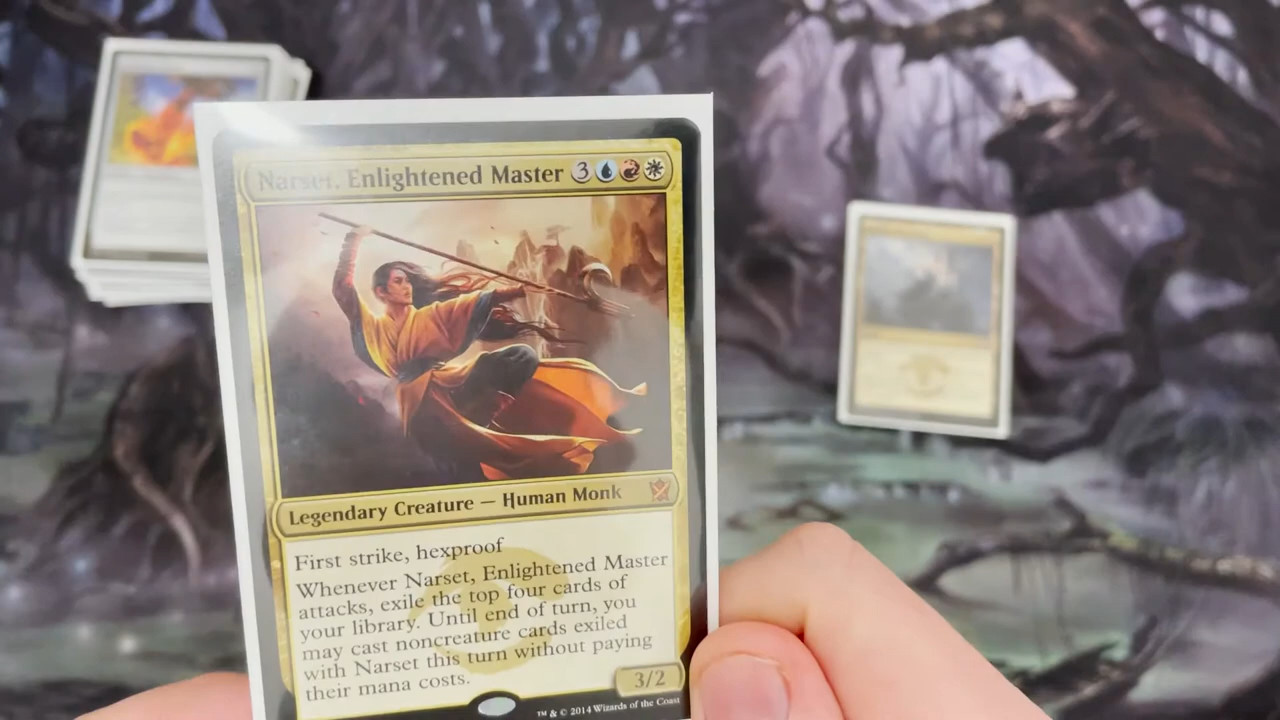 Narset, Enlightened Master 3
Legendary Creature — Human Monk
First strike, hexproof
Whenever Narset, Enlightened Master
attacks, exile the top four cards of
your library. Until end of turn, you
may cast noncreature cards exiled
with Narset this turn without paying
their mana costs.
3/2
™ & © 2014 Wizards of the Coast